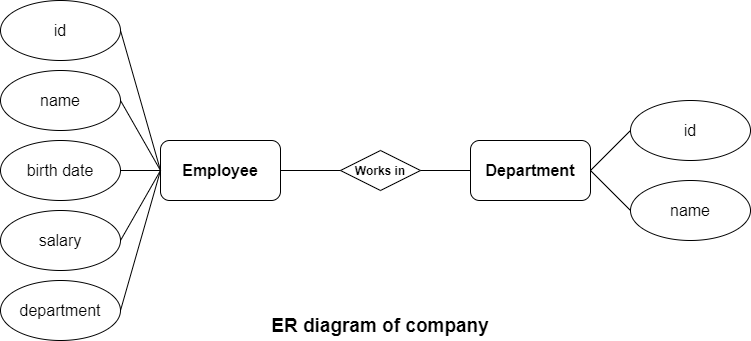 id
name
birth date
salary
department
Employee
Works in
Department
id
name
ER diagram of company